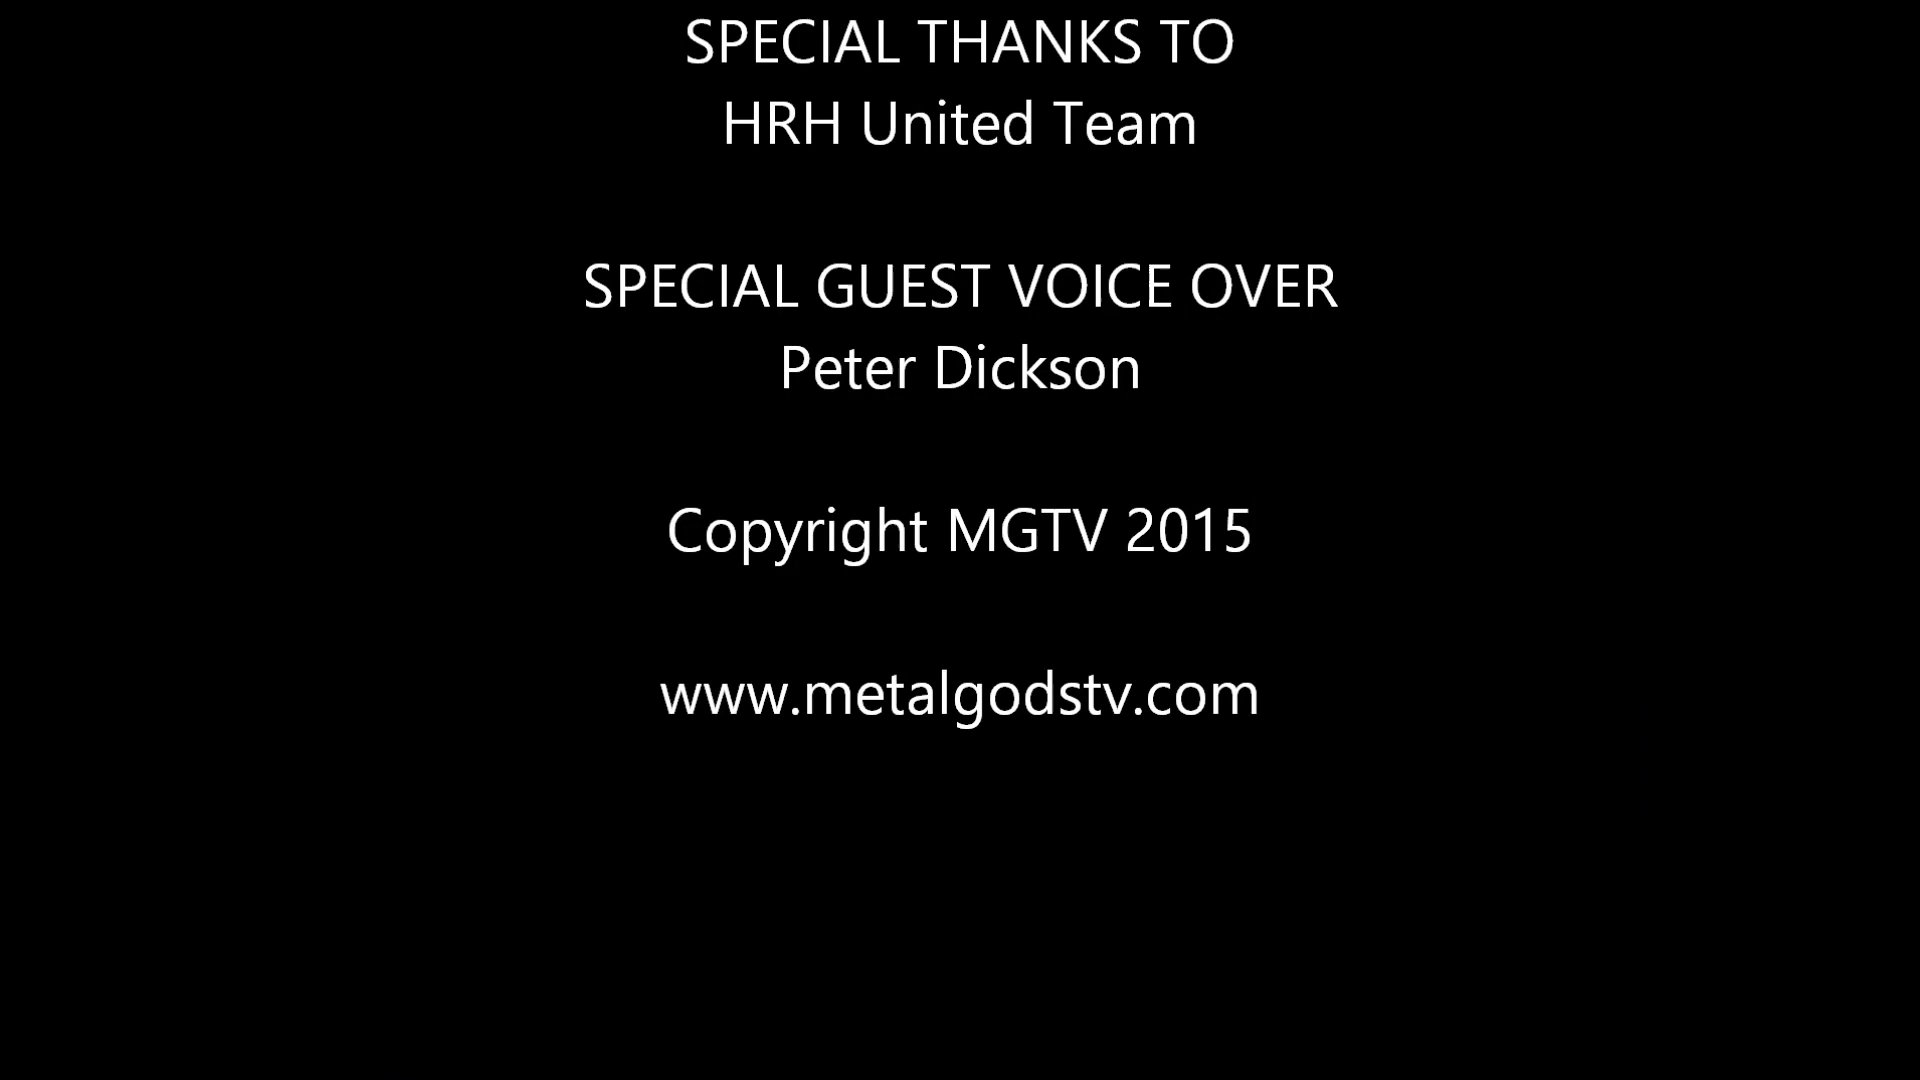 SPECIAL THANKS TO
HRH United Team
SPECIAL GUEST VOICE OVER
Peter Dickson
Copyright MGTV 2015
www.metalgodstv.com